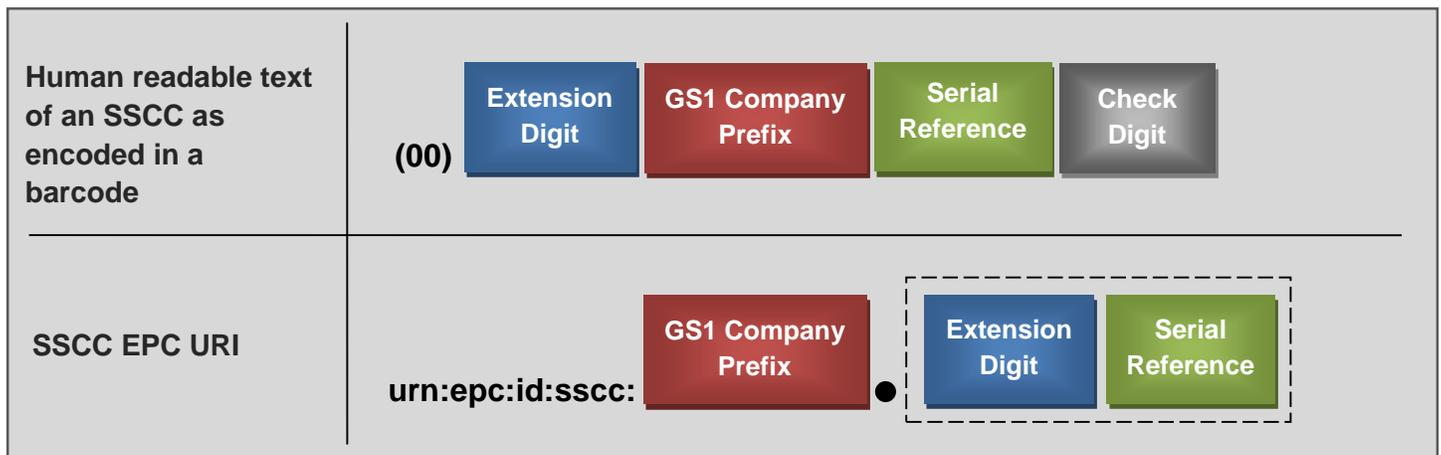 Human readable text
of an SSCC as
encoded in a
barcode
(00)
Extension
Digit
GS1 Company
Prefix
Serial
Reference
Check
Digit
SSCC EPC URI
urn:epc:id:sscc:
GS1 Company
Prefix
.
Extension
Digit
Serial
Reference